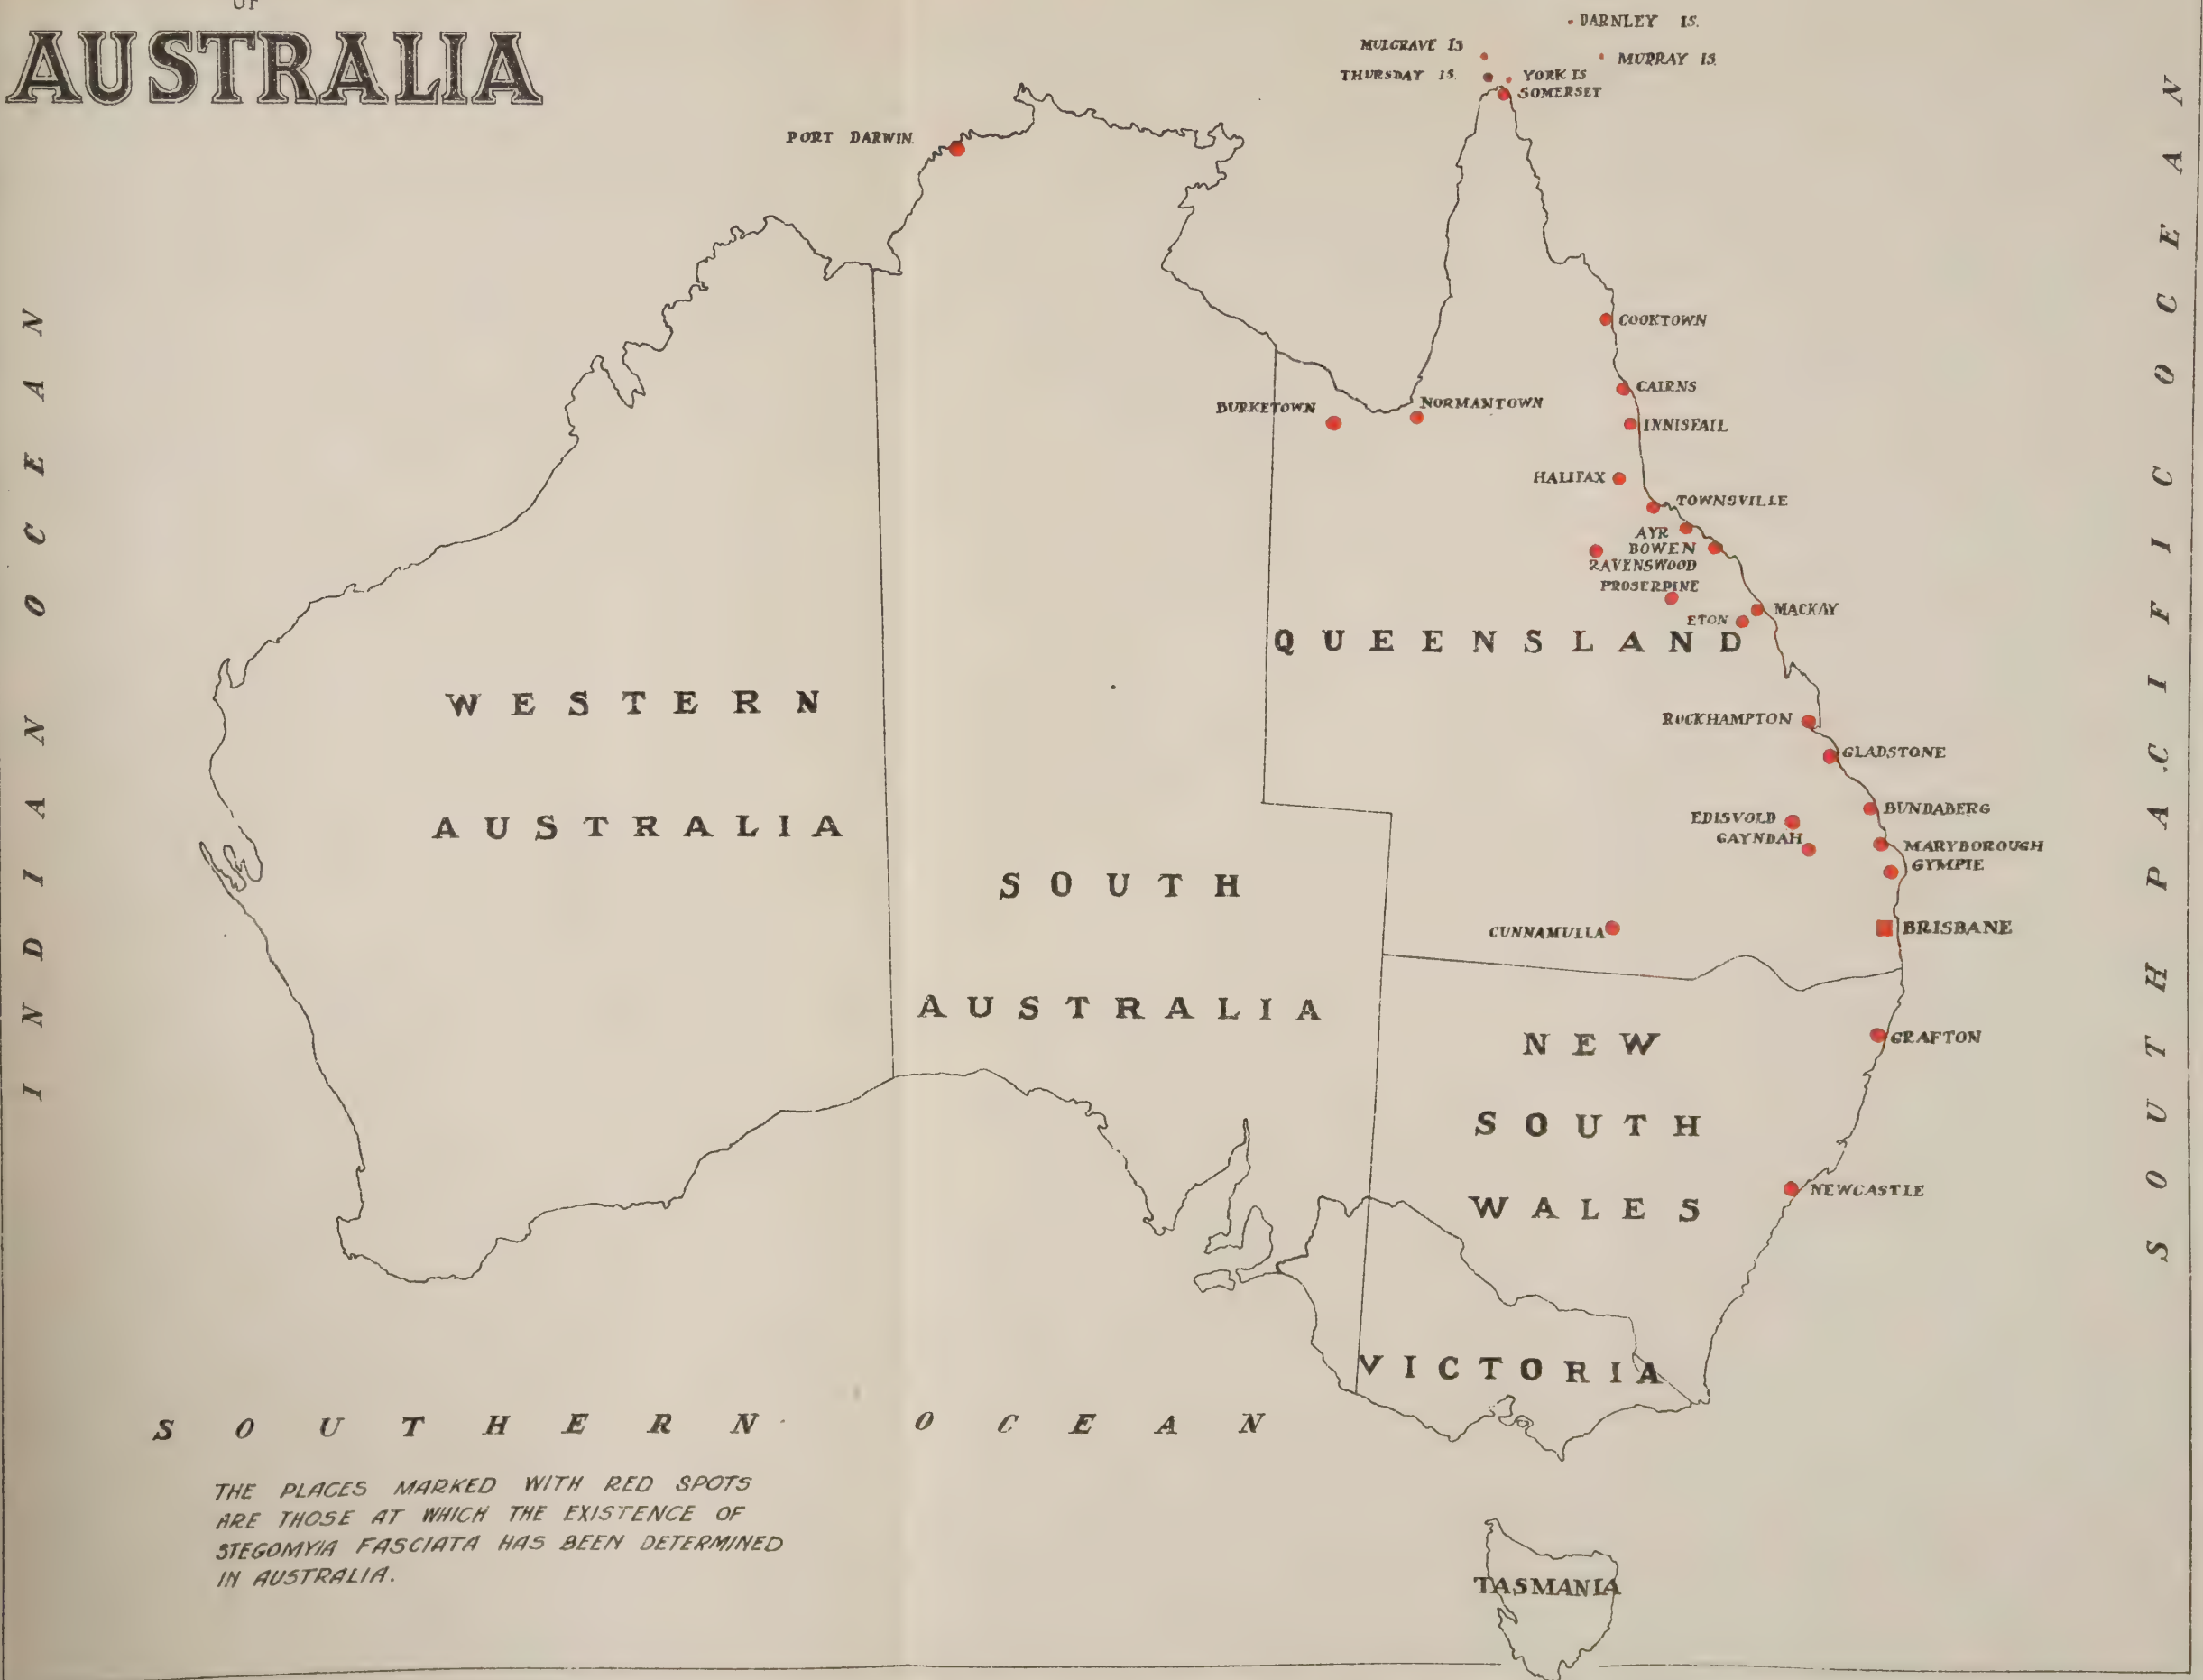 OF
AUSTRALIA
DARNLEY IS.
MULGRAVE IS
MURRAY IS.
THURSDAY IS.
YORK IS
SOMERSET
PORT DARWIN.
COOKTOWN
CAIRNS
BURKETOWN
NORMANTOWN
INNISFAIL
HALIFAX
TOWNSVILLE
AYR
BOWEN
RAVENSWOOD
PROSERPINE
MACKAY
ETON
QUEENSLAND
WESTERN
AUSTRALIA
ROCKHAMPTON
GLADSTONE
BUNDABERG
EDISVOLD
GAYNDAH
MARYBOROUGH
GYMPIE
SOUTH
AUSTRALIA
CUNNAMULLA
BRISBANE
GRAFTON
NEW
SOUTH
WALES
NEWCASTLE
VICTORIA
INDIAN OCEAN
SOUTH PACIFIC OCEAN
SOUTHERN OCEAN
THE PLACES MARKED WITH RED SPOTS
ARE THOSE AT WHICH THE EXISTENCE OF
STEGOMYIA FASCIATA HAS BEEN DETERMINED
IN AUSTRALIA.
TASMANIA